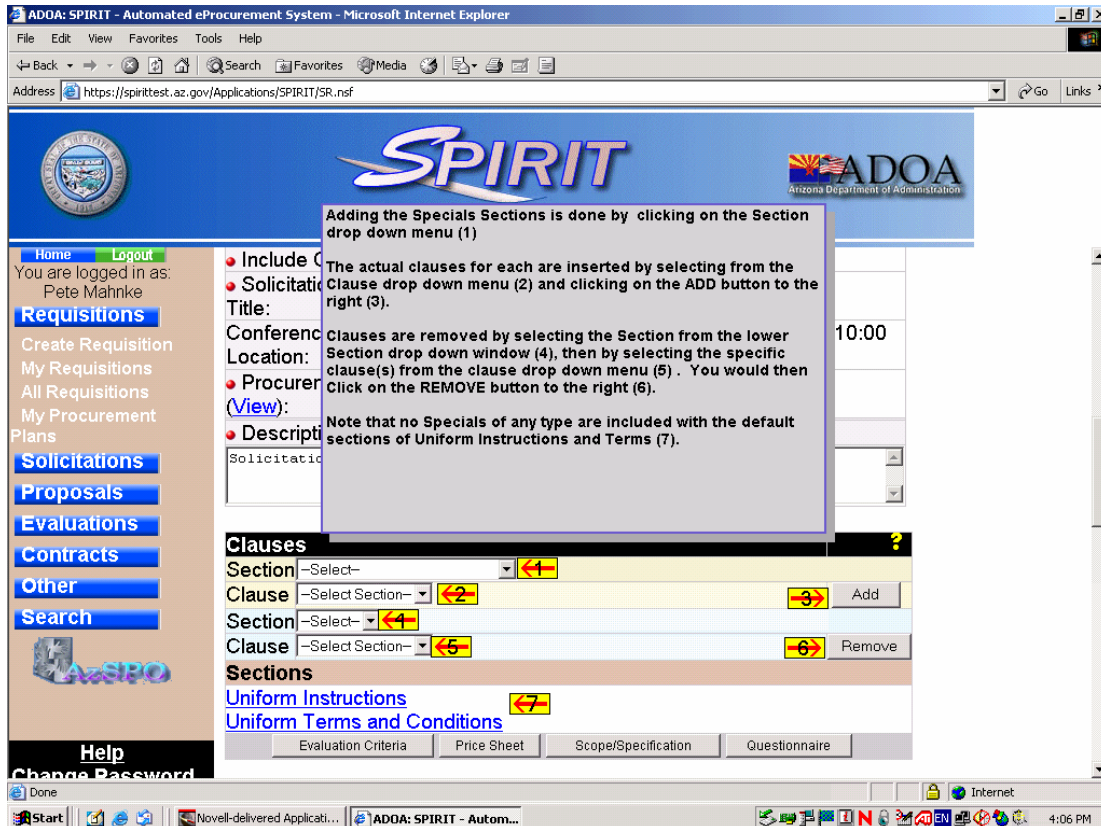 ADOA: SPIRIT - Automated eProcurement System - Microsoft Internet Explorer
File Edit View Favorites Tools Help
Back Search Favorites Media
Address https://spirittest.az.gov/Applications/SPIRIT/SR.nsf Go Links
SPIRIT
ADOA
Arizona Department of Administration
Adding the Specials Sections is done by clicking on the Section
drop down menu (1)
The actual clauses for each are inserted by selecting from the
Clause drop down menu (2) and clicking on the ADD button to the
right (3).
Clauses are removed by selecting the Section from the lower
Section drop down window (4), then by selecting the specific
clause(s) from the clause drop down menu (5) . You would then
Click on the REMOVE button to the right (6).
Note that no Specials of any type are included with the default
sections of Uniform Instructions and Terms (7).
Home Logout
You are logged in as:
Pete Mahnke
Requisitions
Create Requisition
My Requisitions
All Requisitions
My Procurement
Plans
Solicitations
Proposals
Evaluations
Contracts
Other
Search
AzSPO
Help
Change Password
Include
Title:
Conferenc 10:00
Location:
(View):
Clauses ?
Section –Select– 1
Clause –Select Section– 2 3 Add
Section –Select– 4
Clause –Select Section– 5 6 Remove
Sections
Uniform Instructions 7
Uniform Terms and Conditions
Evaluation Criteria Price Sheet Scope/Specification Questionnaire
Done Internet
Start Novell-delivered Applicati... ADOA: SPIRIT - Autom... EN 4:06 PM